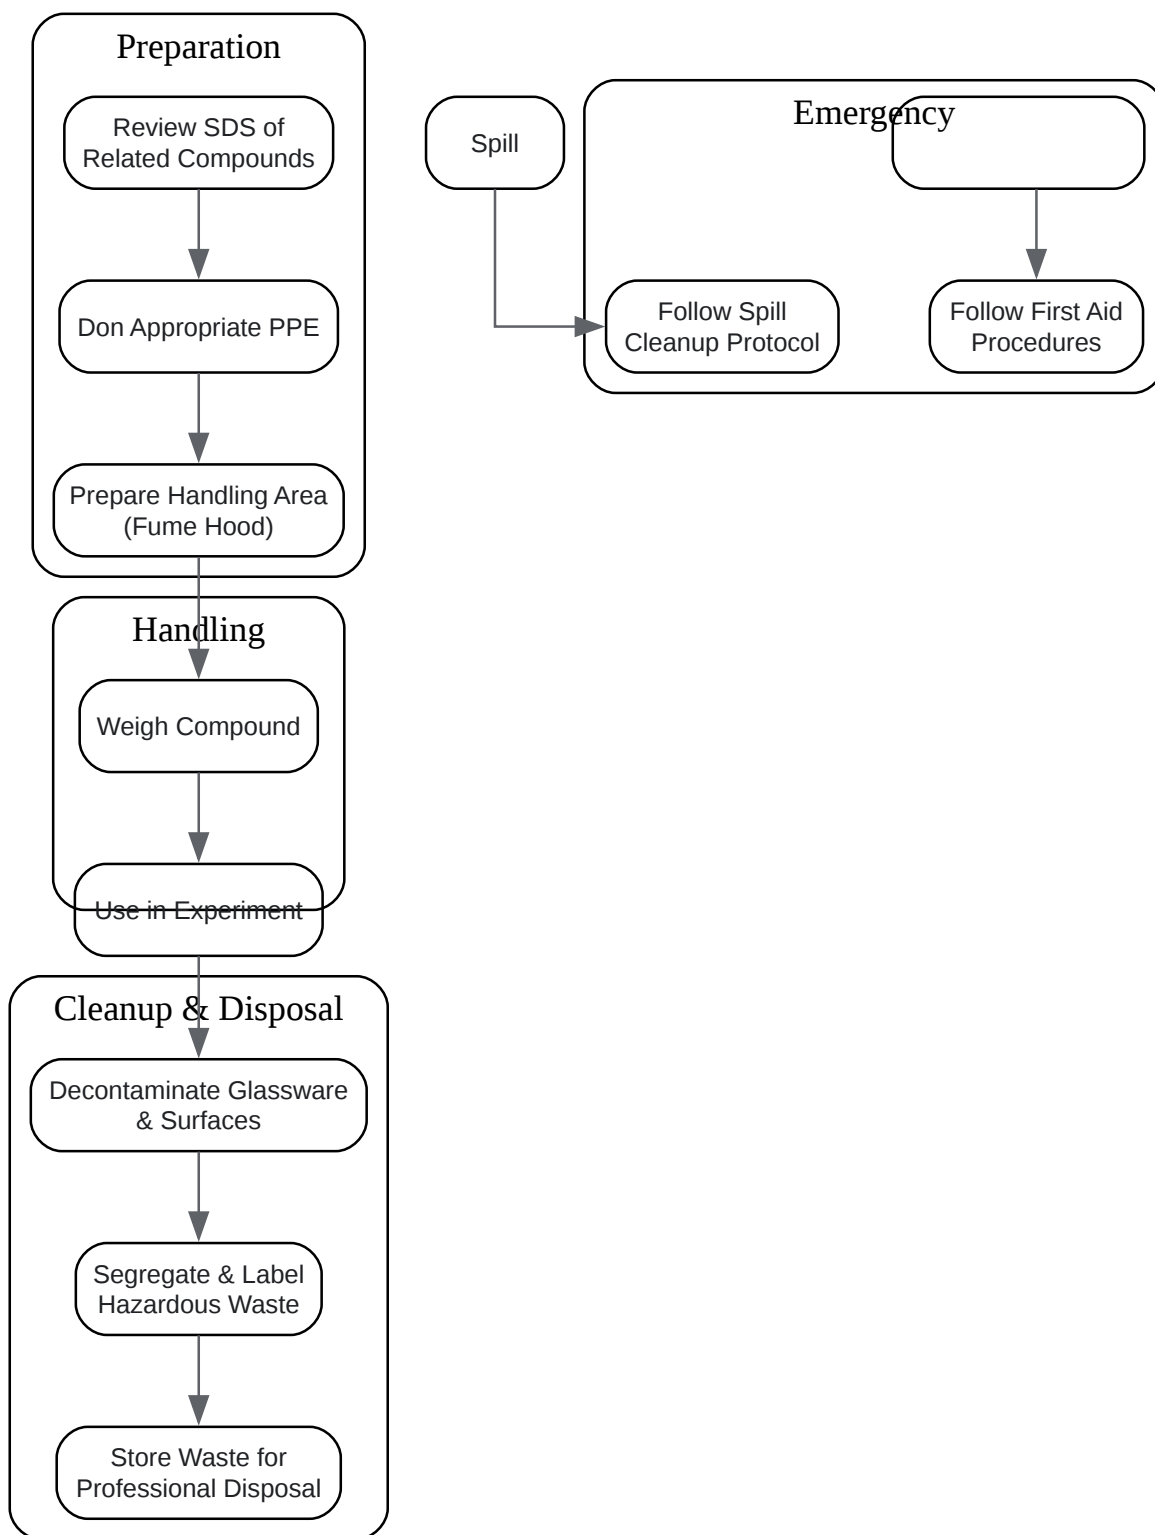 Preparation
Review SDS of
Related Compounds
Don Appropriate PPE
Prepare Handling Area
(Fume Hood)
Handling
Weigh Compound
Use in Experiment
Cleanup & Disposal
Decontaminate Glassware
& Surfaces
Segregate & Label
Hazardous Waste
Store Waste for
Professional Disposal
Spill
Emergency
Follow Spill
Cleanup Protocol
Follow First Aid
Procedures